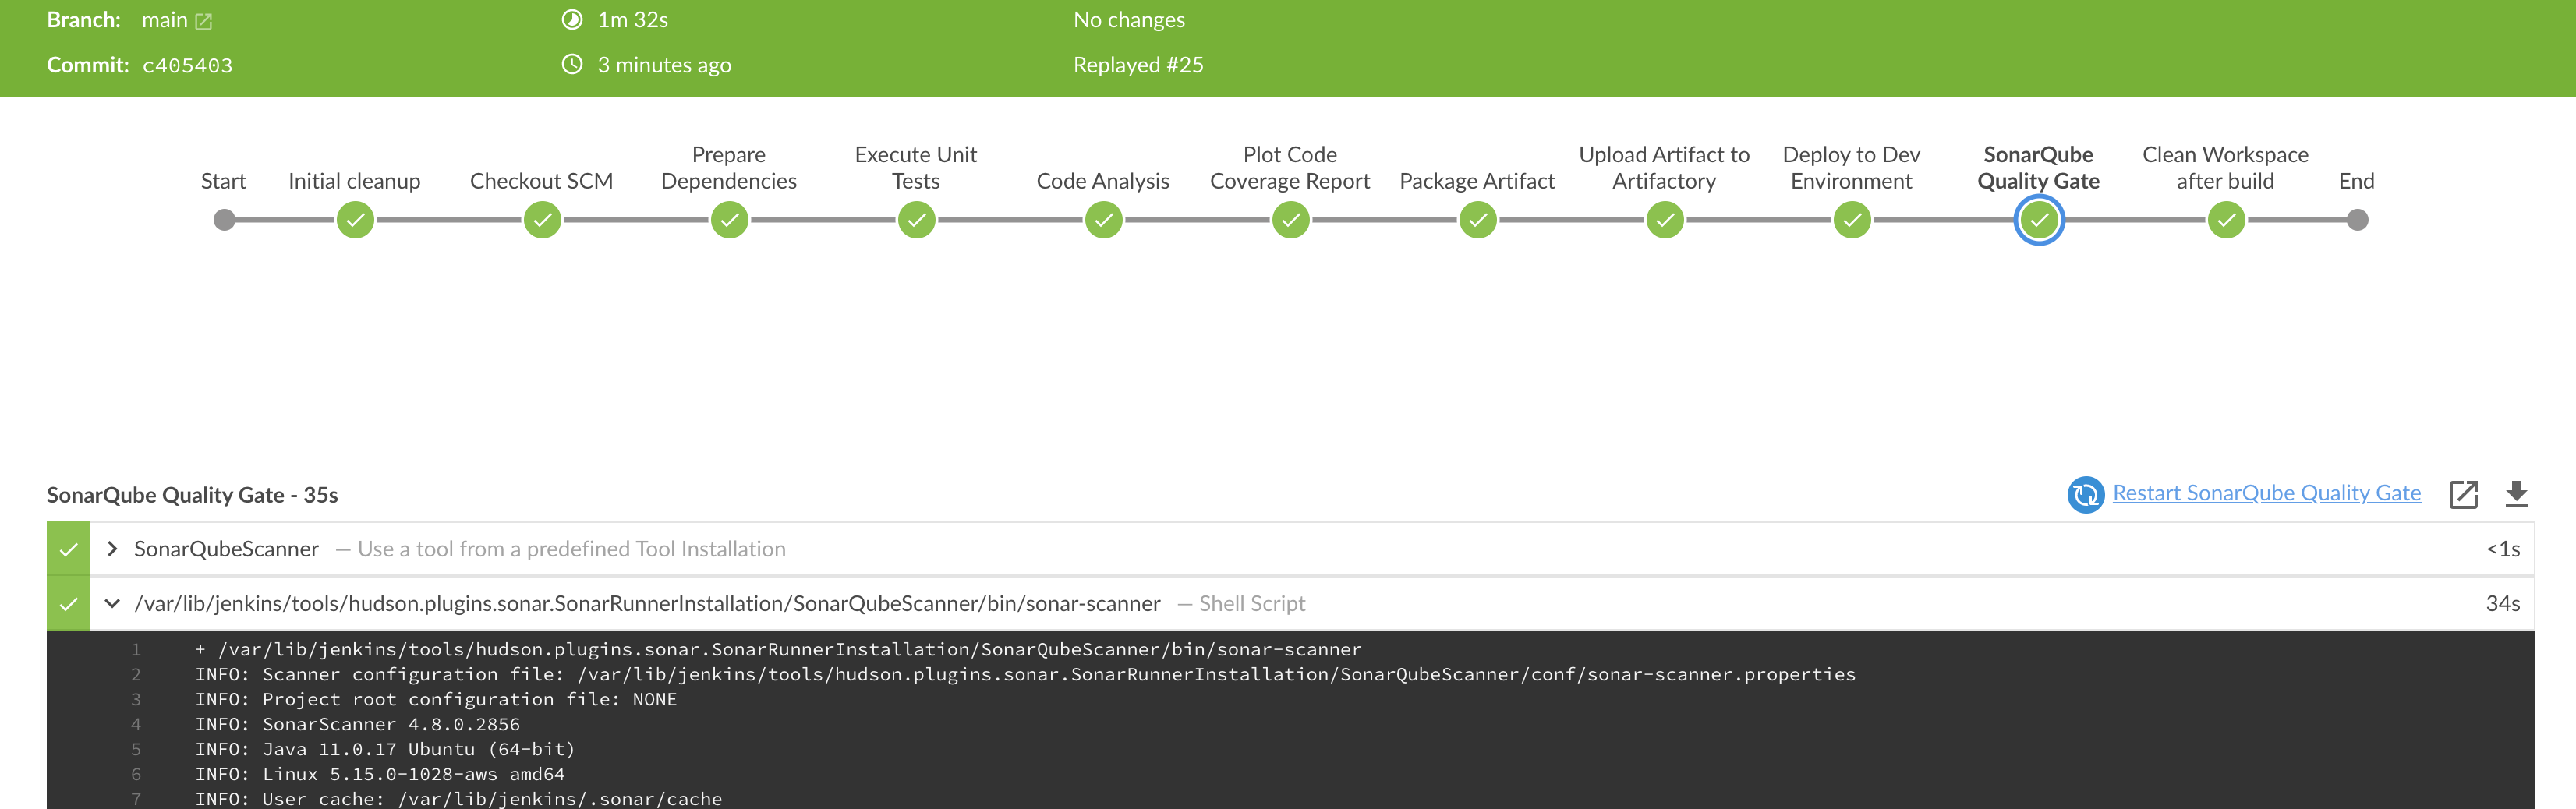 Branch: main 1m 32s No changes
Commit: c405403 3 minutes ago Replayed #25
Start
Initial cleanup
Checkout SCM
Prepare
Dependencies
Execute Unit
Tests
Code Analysis
Plot Code
Coverage Report
Package Artifact
Upload Artifact to
Artifactory
Deploy to Dev
Environment
SonarQube
Quality Gate
Clean Workspace
after build
End
SonarQube Quality Gate - 35s Restart SonarQube Quality Gate
SonarQubeScanner — Use a tool from a predefined Tool Installation <1s
/var/lib/jenkins/tools/hudson.plugins.sonar.SonarRunnerInstallation/SonarQubeScanner/bin/sonar-scanner — Shell Script 34s
1 + /var/lib/jenkins/tools/hudson.plugins.sonar.SonarRunnerInstallation/SonarQubeScanner/bin/sonar-scanner
2 INFO: Scanner configuration file: /var/lib/jenkins/tools/hudson.plugins.sonar.SonarRunnerInstallation/SonarQubeScanner/conf/sonar-scanner.properties
3 INFO: Project root configuration file: NONE
4 INFO: SonarScanner 4.8.0.2856
5 INFO: Java 11.0.17 Ubuntu (64-bit)
6 INFO: Linux 5.15.0-1028-aws amd64
7 INFO: User cache: /var/lib/jenkins/.sonar/cache